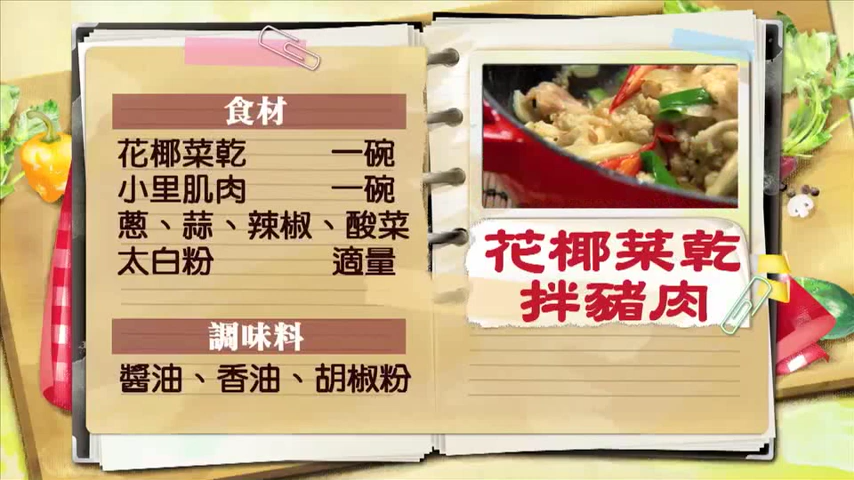 食材
花椰菜乾 一碗
小里肌肉 一碗
蔥、蒜、辣椒、酸菜
太白粉 適量
調味料
醬油、香油、胡椒粉
花椰菜乾
拌豬肉